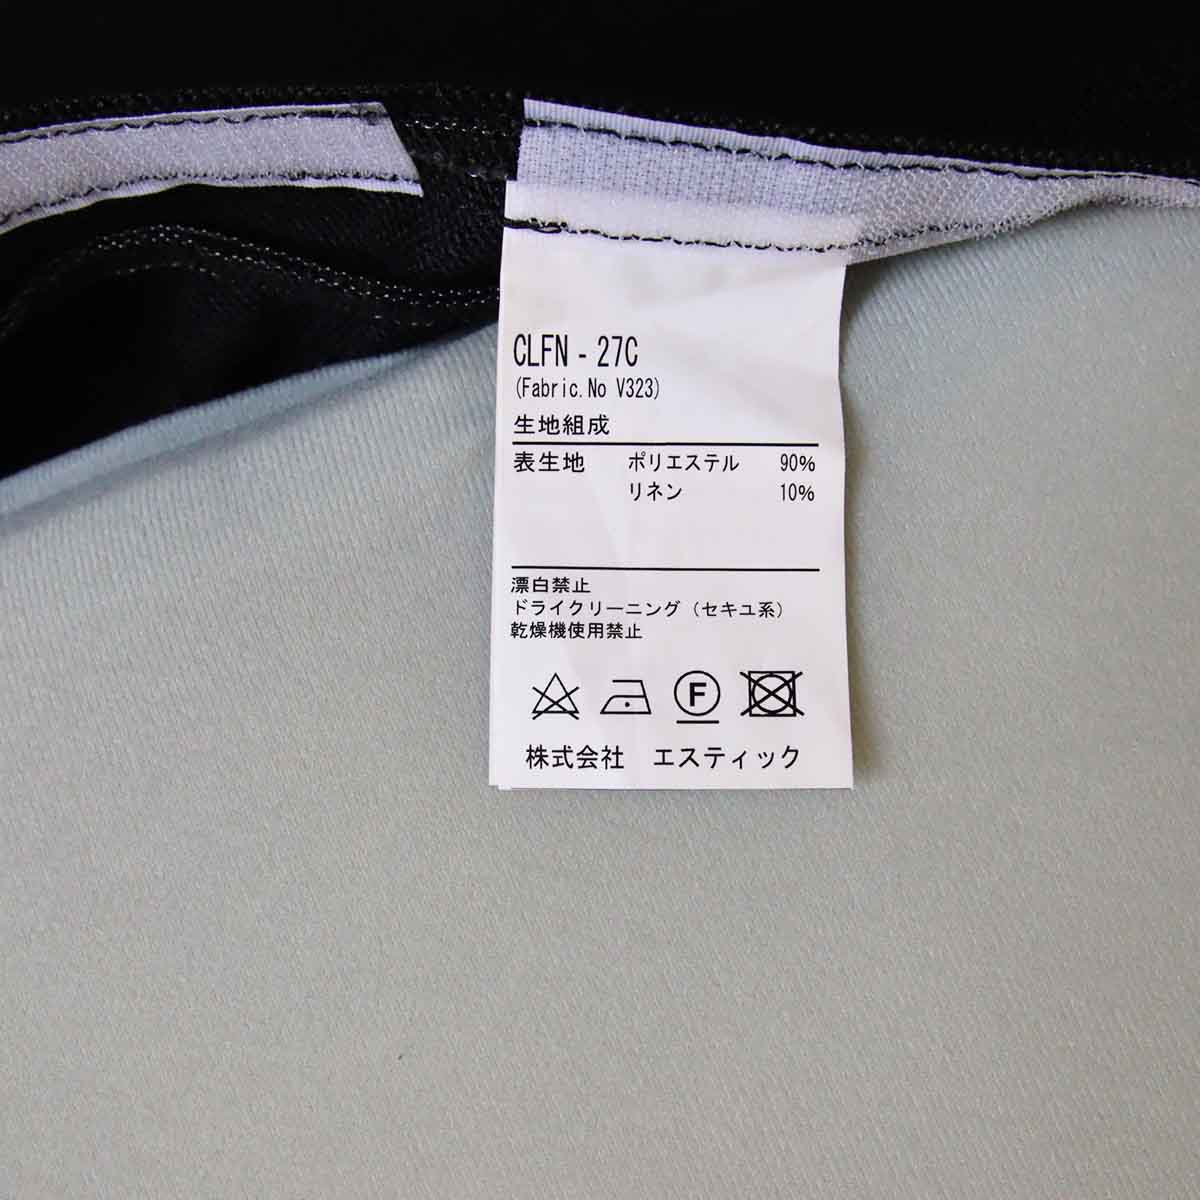 CLFN - 27C
(Fabric.No V323)
生地組成
表生地 ポリエステル 90%
リネン 10%
漂白禁止
ドライクリーニング（セキユ系）
乾燥機使用禁止
F
株式会社 エスティック